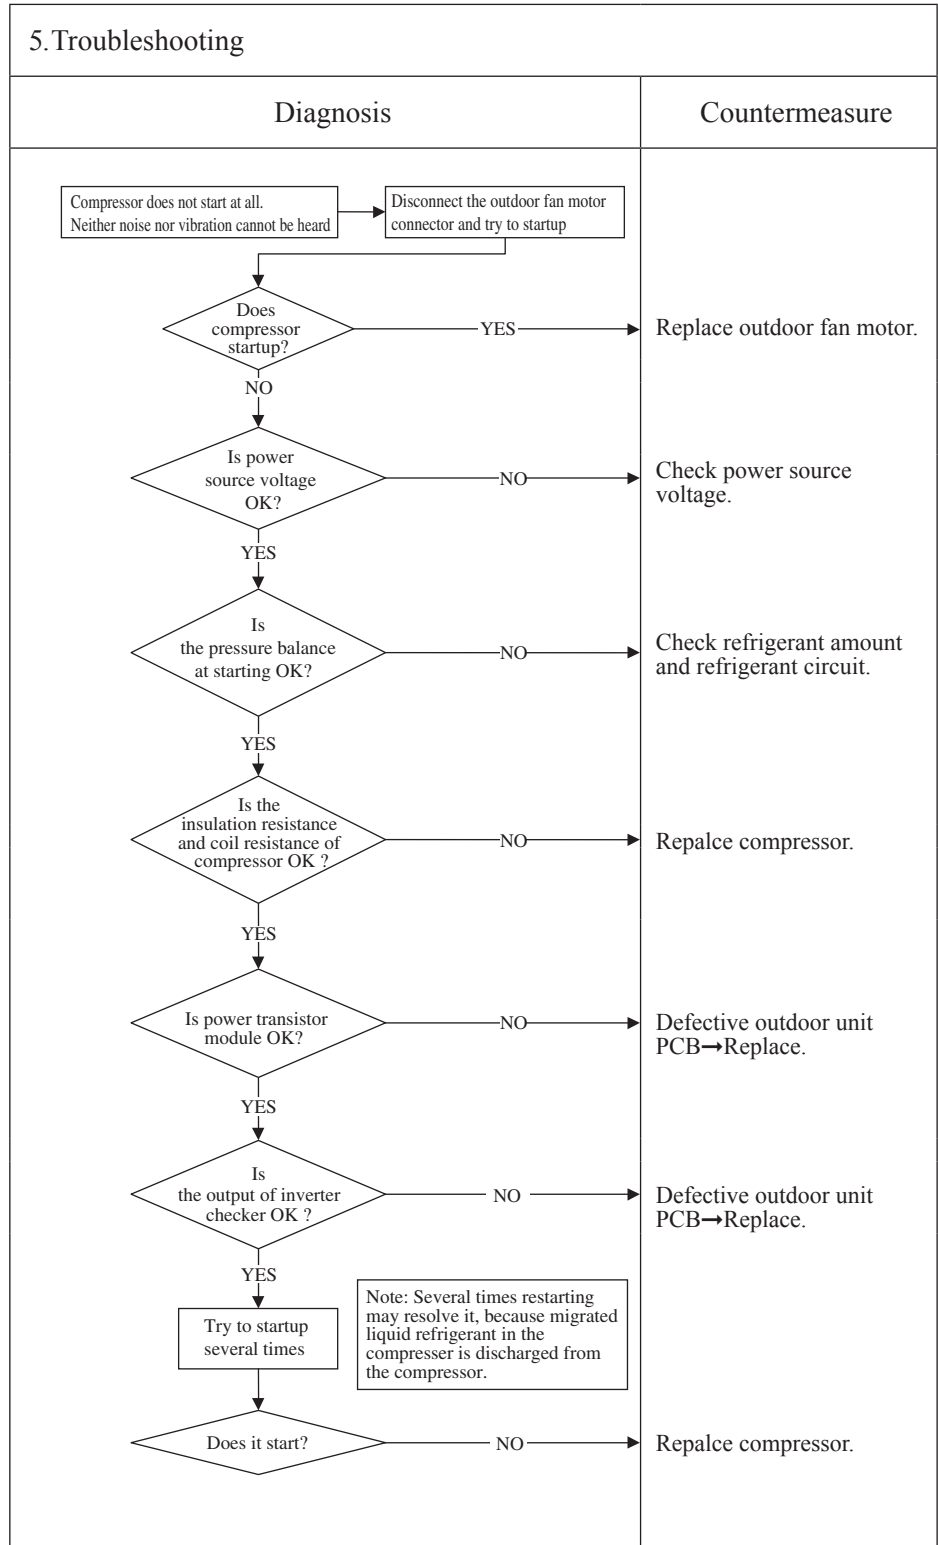 5.Troubleshooting
Diagnosis
Countermeasure
Compressor does not start at all.
Neither noise nor vibration cannot be heard
Disconnect the outdoor fan motor
connector and try to startup
Does
compressor
startup?
YES
Replace outdoor fan motor.
NO
Is power
source voltage
OK?
NO
Check power source
voltage.
YES
Is
the pressure balance
at starting OK?
NO
Check refrigerant amount
and refrigerant circuit.
YES
Is the
insulation resistance
and coil resistance of
compressor OK ?
NO
Repalce compressor.
YES
Is power transistor
module OK?
NO
Defective outdoor unit
PCB→Replace.
YES
Is
the output of inverter
checker OK ?
NO
Defective outdoor unit
PCB→Replace.
YES
Try to startup
several times
Note: Several times restarting
may resolve it, because migrated
liquid refrigerant in the
compresser is discharged from
the compressor.
Does it start?
NO
Repalce compressor.